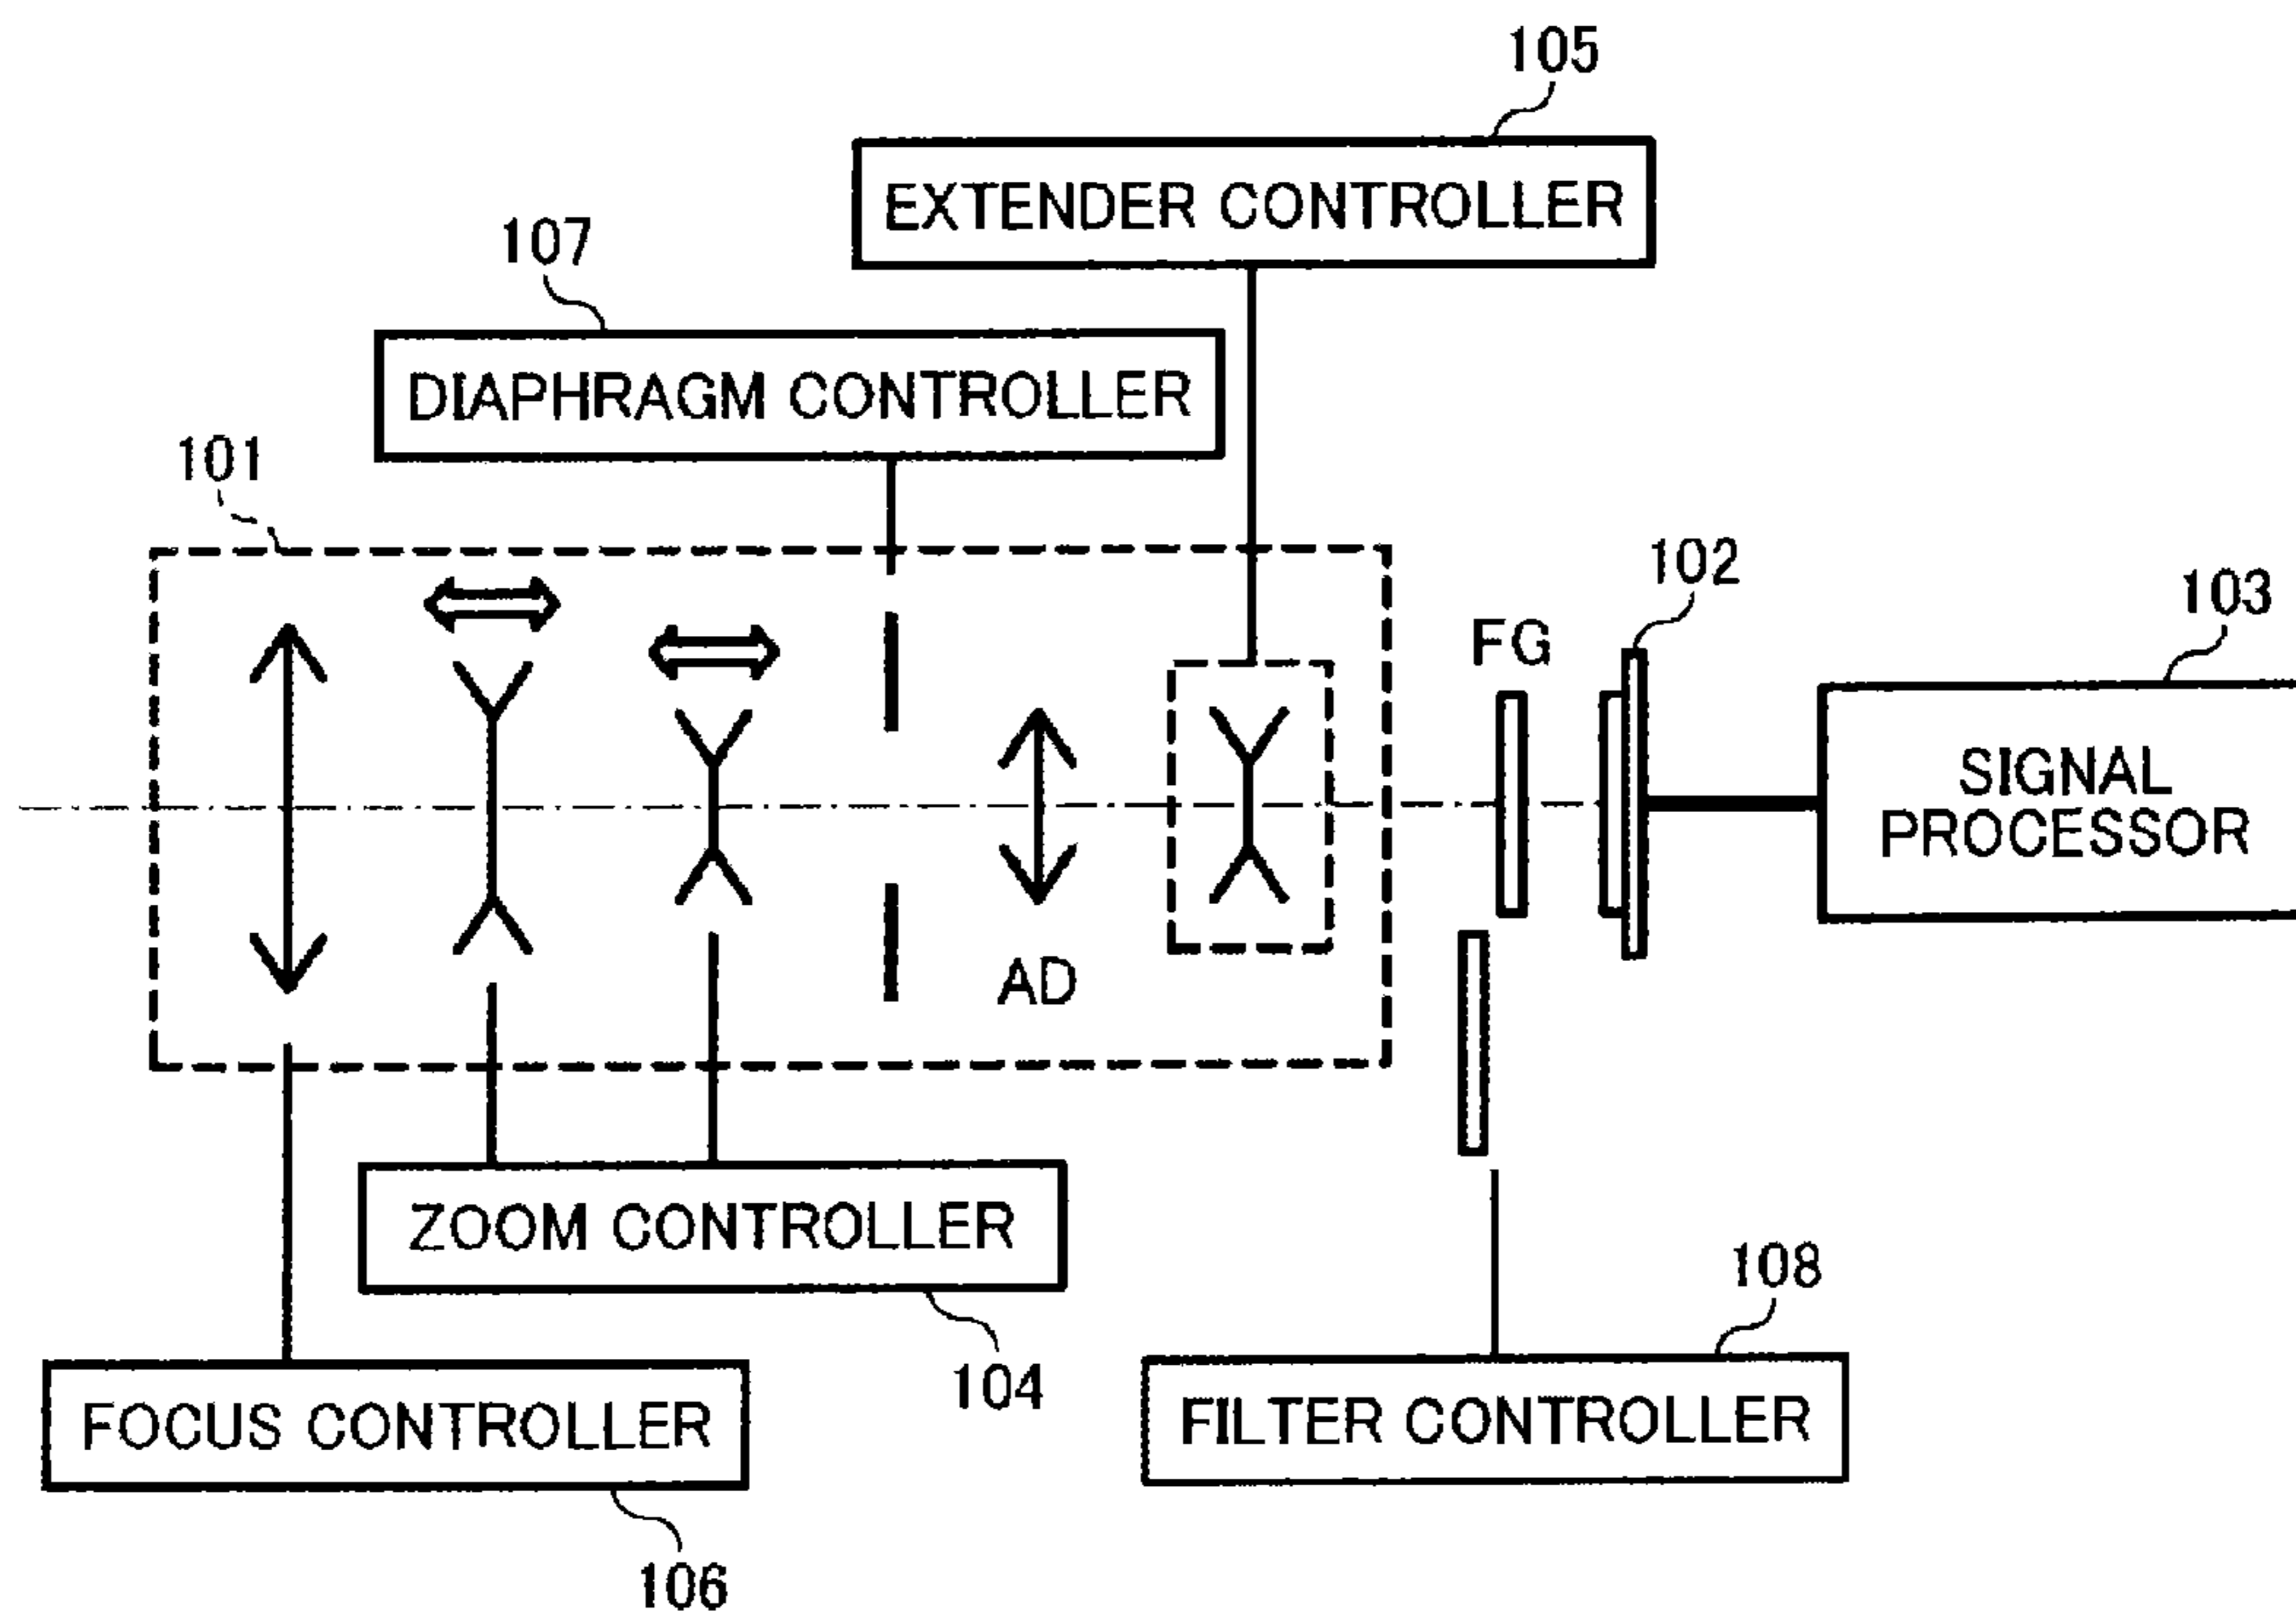 105
EXTENDER CONTROLLER
107
DIAPHRAGM CONTROLLER
101
102
103
FG
SIGNAL
PROCESSOR
AD
ZOOM CONTROLLER
104
108
FOCUS CONTROLLER
FILTER CONTROLLER
106